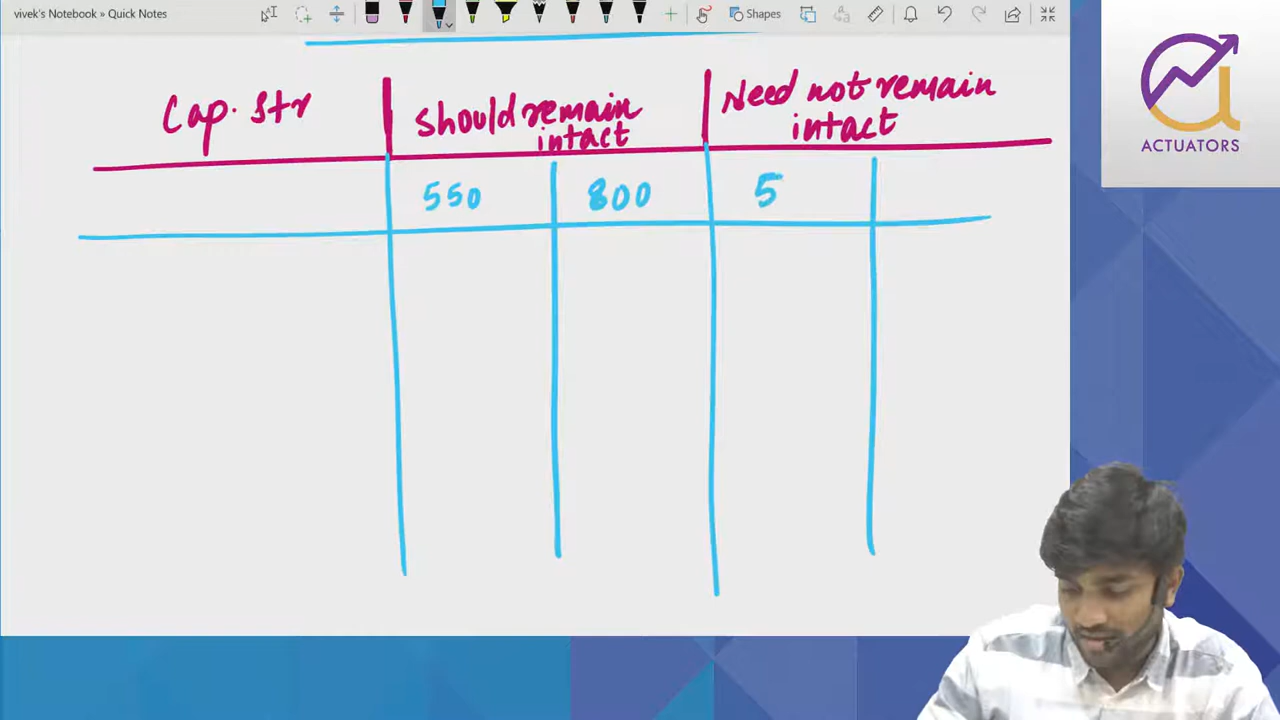 vivek's Notebook » Quick Notes
Shapes
ACTUATORS
Cap. Str
Should remain
intact
Need not remain
intact
550 800 5